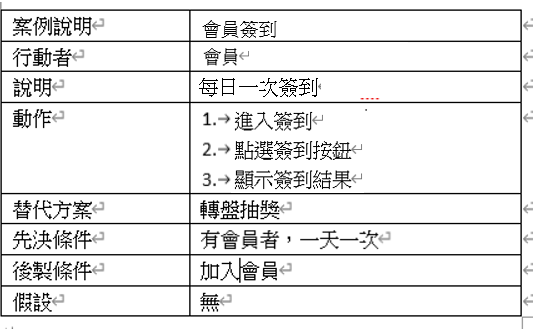 案例說明 會員簽到
行動者 會員
說明 每日一次簽到
動作 1.→進入簽到
2.→點選簽到按鈕
3.→顯示簽到結果
替代方案 轉盤抽獎
先決條件 有會員者，一天一次
後製條件 加入會員
假設 無